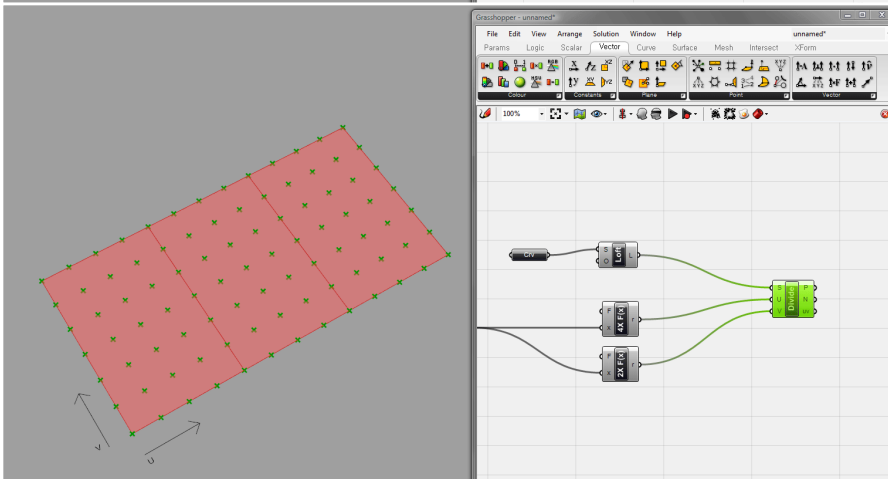 Grasshopper - unnamed*
File Edit View Arrange Solution Window Help unnamed*
Params Logic Scalar Vector Curve Surface Mesh Intersect XForm
Colour Constants Plane Point Vector
100%
CN
S O Loft L
F x 4X F(x) r
F x 2X F(x) r
S U V Divide P N uv
V
U